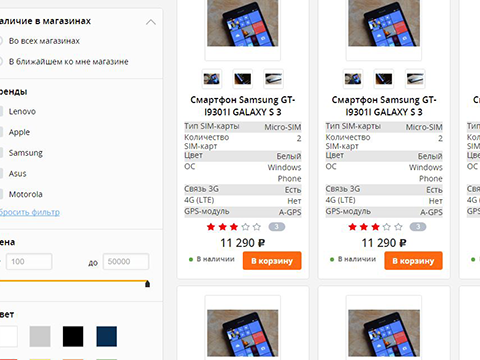 аличие в магазинах
Во всех магазинах
В ближайшем ко мне магазине
ренды
Lenovo
Apple
Samsung
Asus
Motorola
бросить фильтр
ена
100
до
50000
вет
Смартфон Samsung GT-
I9301I GALAXY S 3
Тип SIM-карты Micro-SIM
Количество 2
SIM-карт
Цвет Белый
ОС Windows
Phone
Связь 3G Есть
4G (LTE) Нет
GPS-модуль A-GPS
3
11 290 ₽
В наличии
В корзину
Смартфон Samsung GT-
I9301I GALAXY S 3
Тип SIM-карты Micro-SIM
Количество 2
SIM-карт
Цвет Белый
ОС Windows
Phone
Связь 3G Есть
4G (LTE) Нет
GPS-модуль A-GPS
3
11 290 ₽
В наличии
В корзину